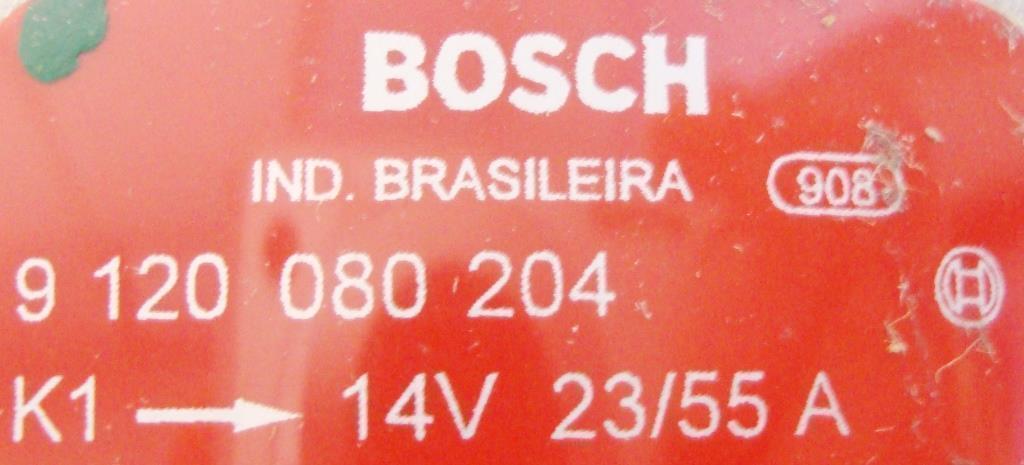 BOSCH
IND. BRASILEIRA 908
9 120 080 204
K1 → 14V 23/55 A